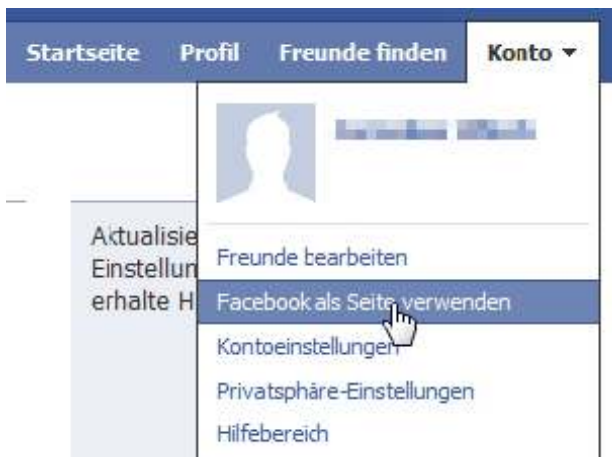 Startseite Profil Freunde finden Konto
Aktualisie
Einstellun
erhalte H
Freunde bearbeiten
Facebook als Seite verwenden
Kontoeinstellungen
Privatsphäre-Einstellungen
Hilfebereich